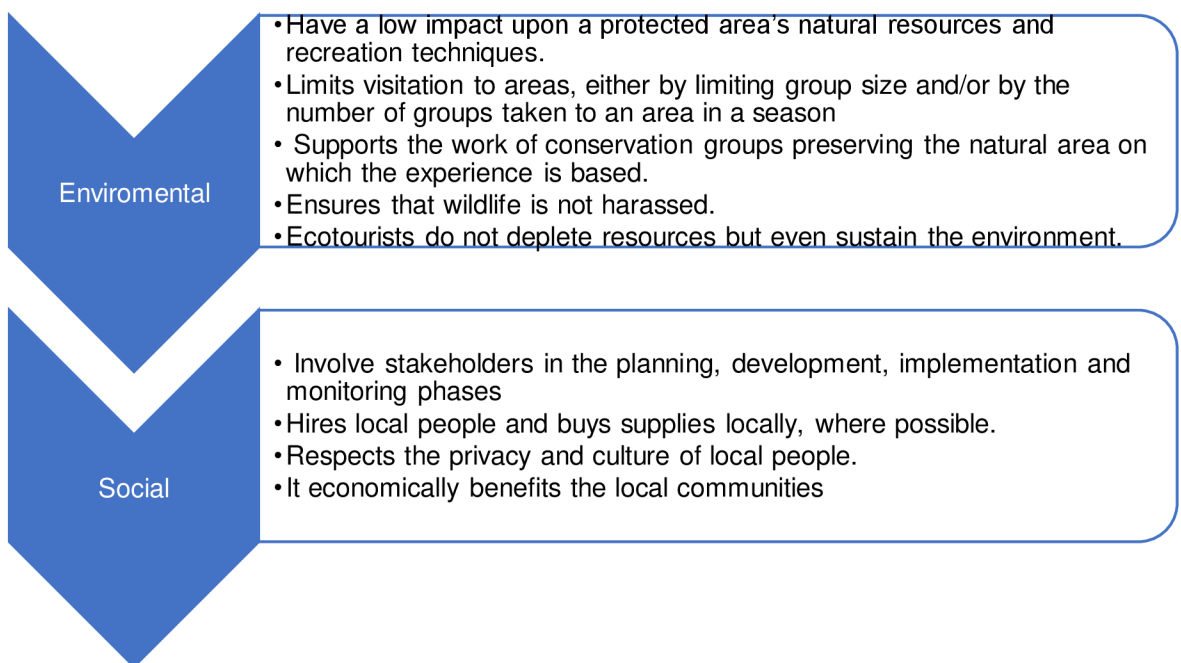 Enviromental
•Have a low impact upon a protected area’s natural resources and
recreation techniques.
•Limits visitation to areas, either by limiting group size and/or by the
number of groups taken to an area in a season
• Supports the work of conservation groups preserving the natural area on
which the experience is based.
•Ensures that wildlife is not harassed.
•Ecotourists do not deplete resources but even sustain the environment.
Social
• Involve stakeholders in the planning, development, implementation and
monitoring phases
•Hires local people and buys supplies locally, where possible.
•Respects the privacy and culture of local people.
•It economically benefits the local communities